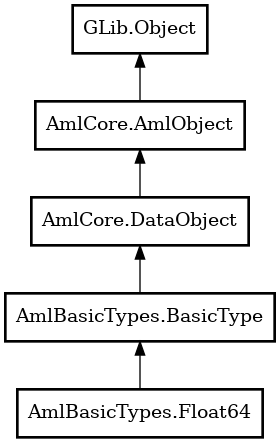 GLib.Object
AmlCore.AmlObject
AmlCore.DataObject
AmlBasicTypes.BasicType
AmlBasicTypes.Float64